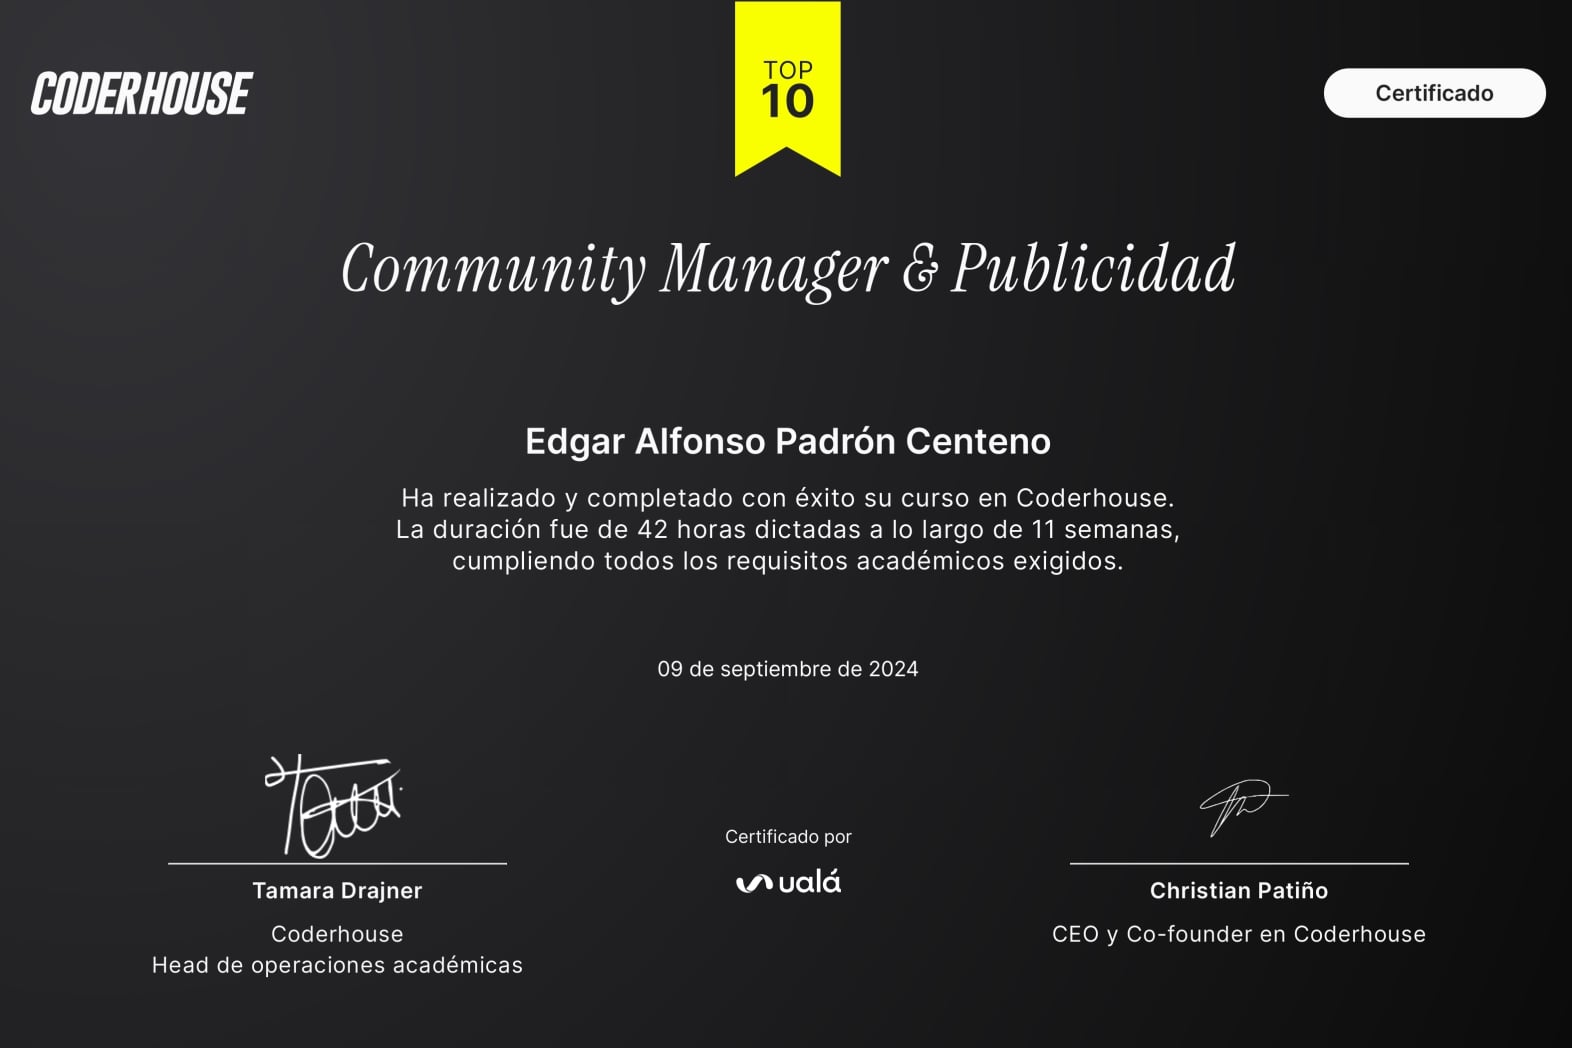 CODERHOUSE
TOP
10
Certificado
Community Manager & Publicidad
Edgar Alfonso Padrón Centeno
Ha realizado y completado con éxito su curso en Coderhouse.
La duración fue de 42 horas dictadas a lo largo de 11 semanas,
cumpliendo todos los requisitos académicos exigidos.
09 de septiembre de 2024
Tamara Drajner
Coderhouse
Head de operaciones académicas
Certificado por
ualá
Christian Patiño
CEO y Co-founder en Coderhouse